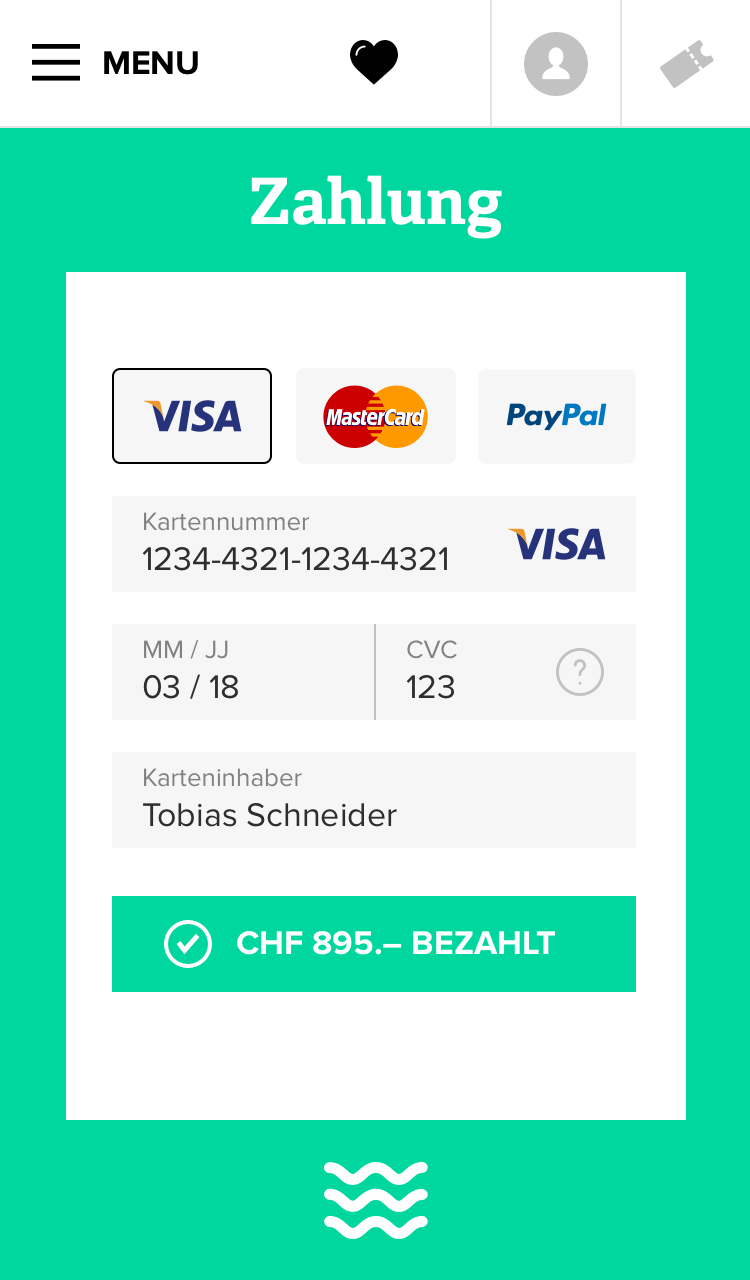 MENU
Zahlung
VISA MasterCard PayPal
Kartennummer
1234-4321-1234-4321 VISA
MM / JJ CVC
03 / 18 123 ?
Karteninhaber
Tobias Schneider
CHF 895.– BEZAHLT